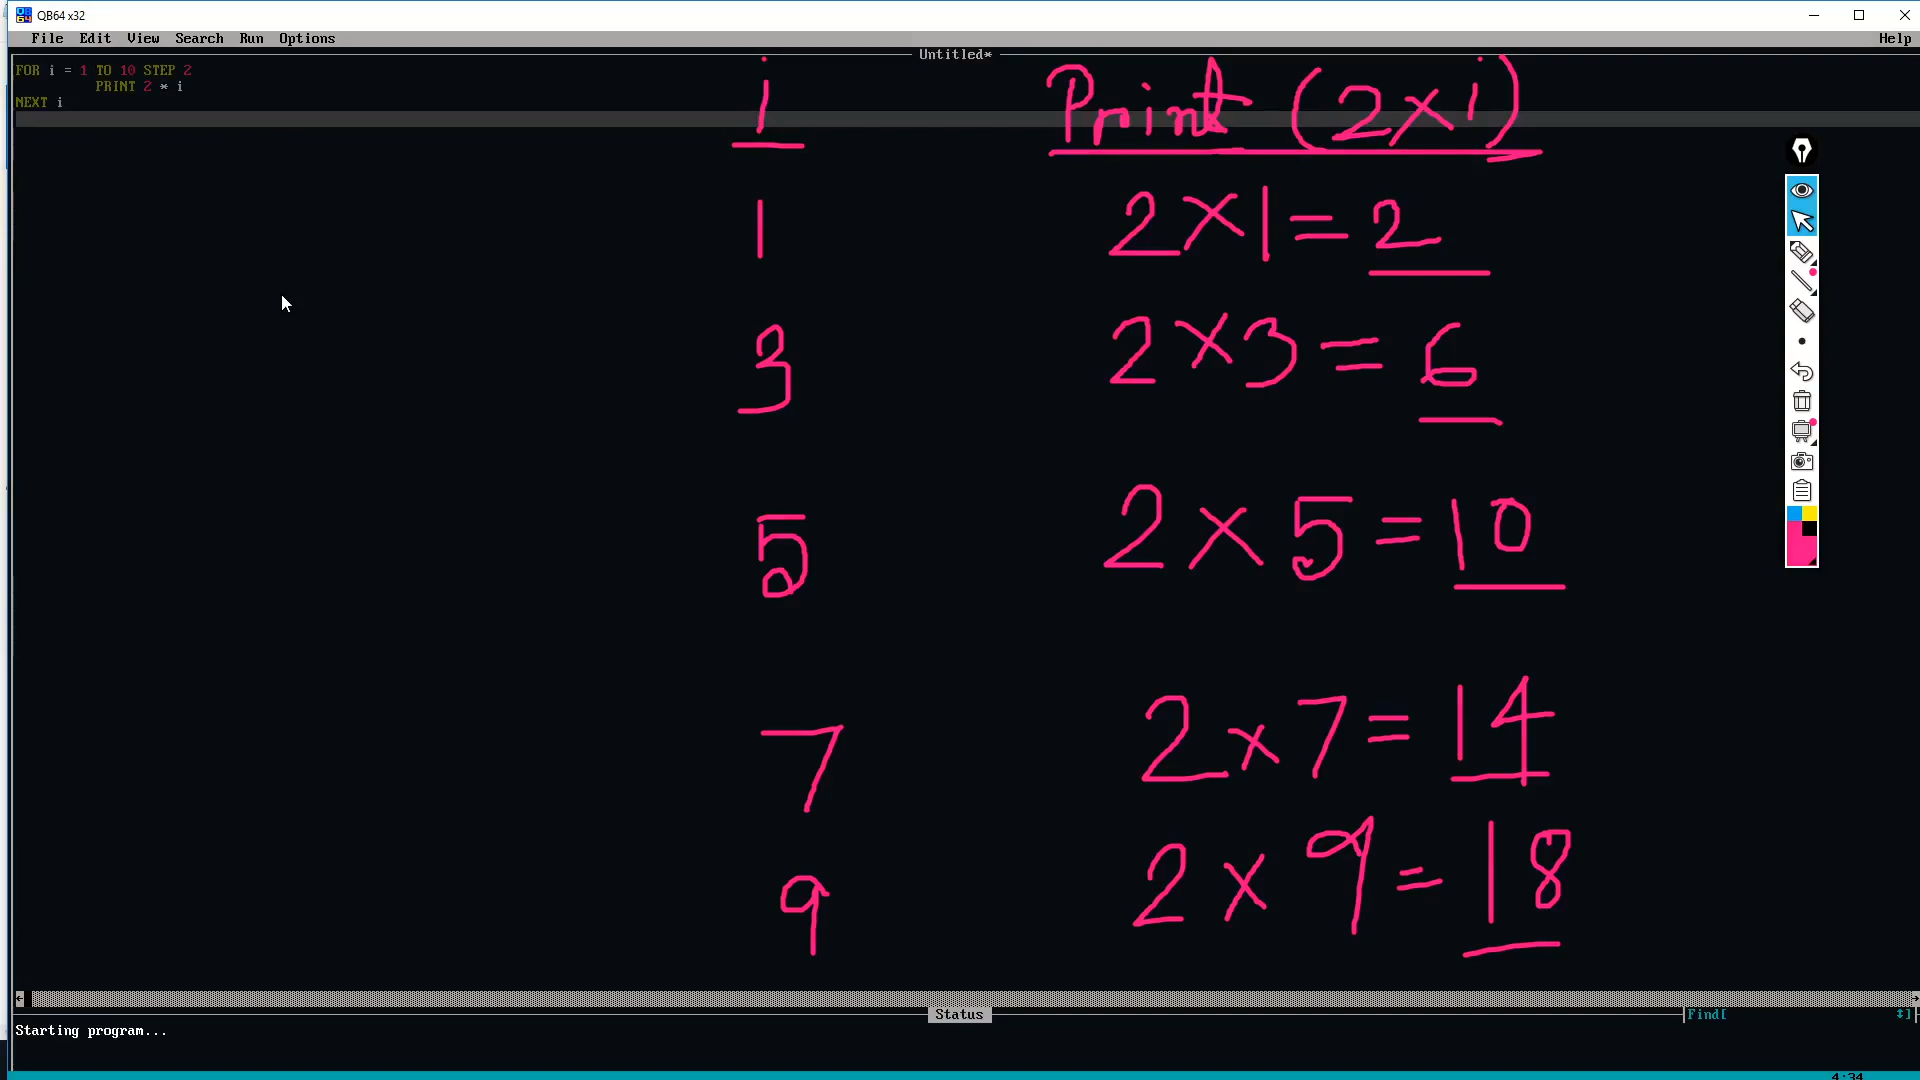 QB64 x32
File Edit View Search Run Options Help
Untitled*
FOR i = 1 TO 10 STEP 2
PRINT 2 * i
NEXT i
i Print (2×i)
1 2×1=2
3 2×3=6
5 2×5=10
7 2×7=14
9 2×9=18
Status
Find[
Starting program...
4:34